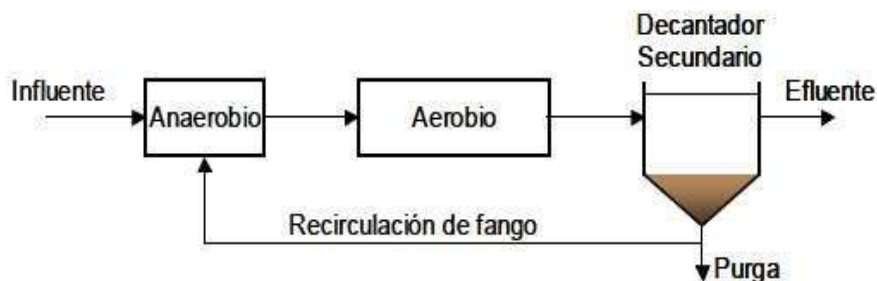 Decantador
Secundario
Influente
Anaerobio
Aerobio
Efluente
Recirculación de fango
Purga